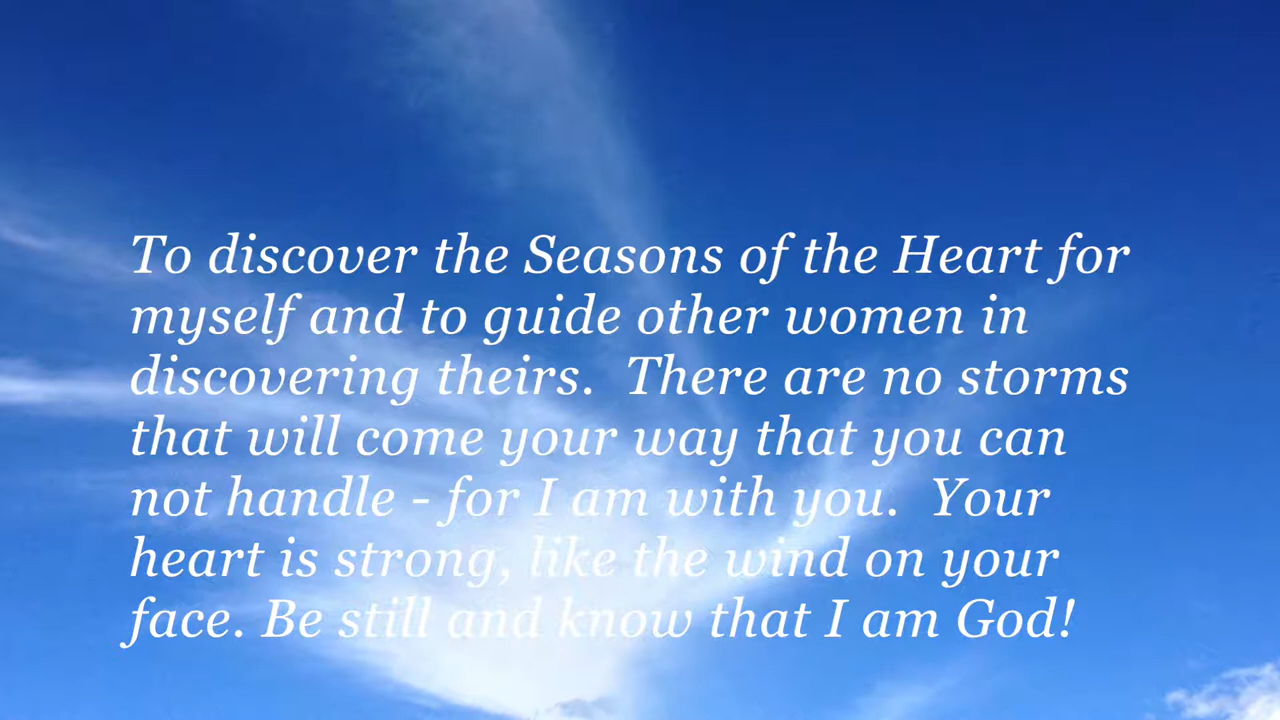 To discover the Seasons of the Heart for
myself and to guide other women in
discovering theirs.  There are no storms
that will come your way that you can
not handle - for I am with you.  Your
heart is strong, like the wind on your
face. Be still and know that I am God!